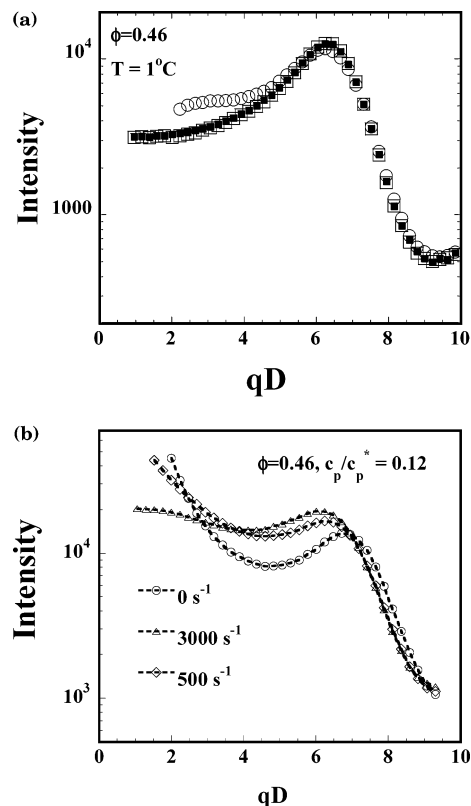 (a)
ϕ=0.46
T = 1°C
Intensity
10⁴
1000
0 2 4 6 8 10
qD
(b)
ϕ=0.46, cₚ/cₚ* = 0.12
Intensity
10⁴
10³
0 s⁻¹
3000 s⁻¹
500 s⁻¹
0 2 4 6 8 10
qD